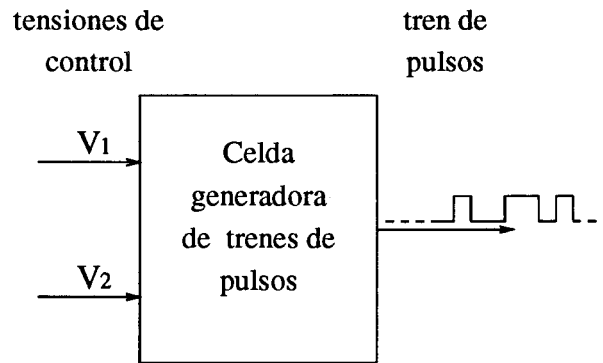 tensiones de
control
tren de
pulsos
V1
V2
Celda
generadora
de trenes de
pulsos